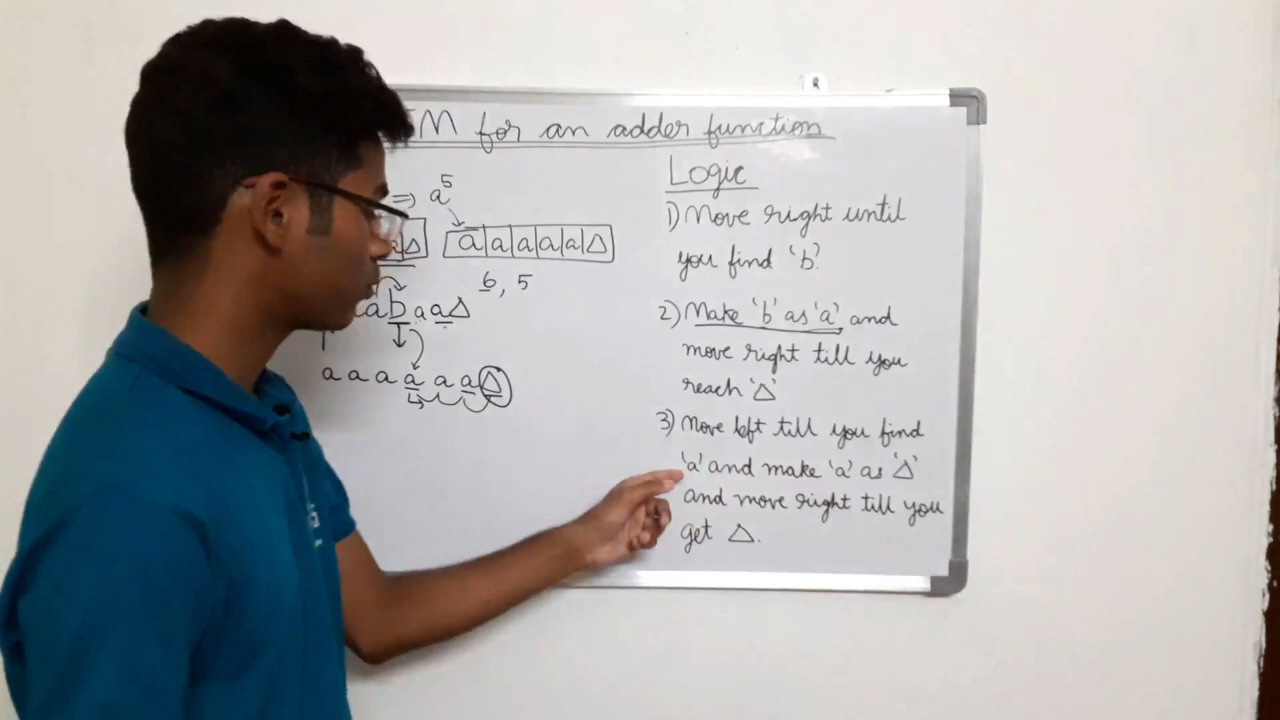 TM for an adder function
⇒ a⁵
a Δ
a a a a a Δ
6, 5
a b a a Δ
a a a a a a Δ
Logic
1) Move right until
you find 'b'.
2) Make 'b' as 'a' and
move right till you
reach 'Δ'
3) Move left till you find
'a' and make 'a' as 'Δ'
and move right till you
get Δ.
R